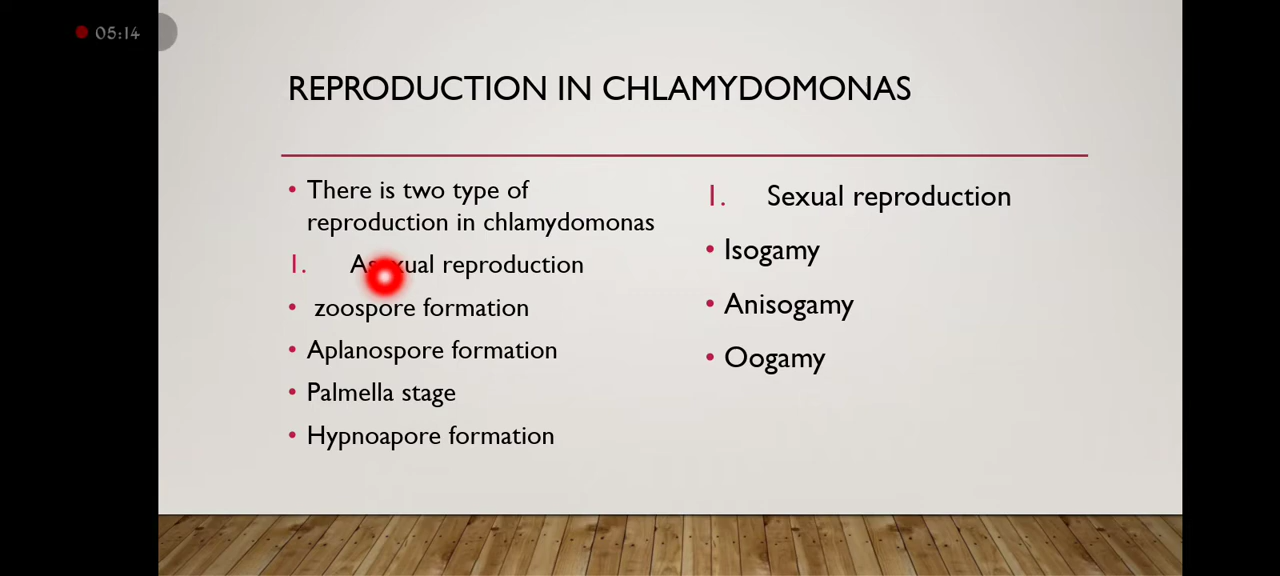 05:14
REPRODUCTION IN CHLAMYDOMONAS
• There is two type of
reproduction in chlamydomonas
1. Asexual reproduction
• zoospore formation
• Aplanospore formation
• Palmella stage
• Hypnoapore formation
1. Sexual reproduction
• Isogamy
• Anisogamy
• Oogamy